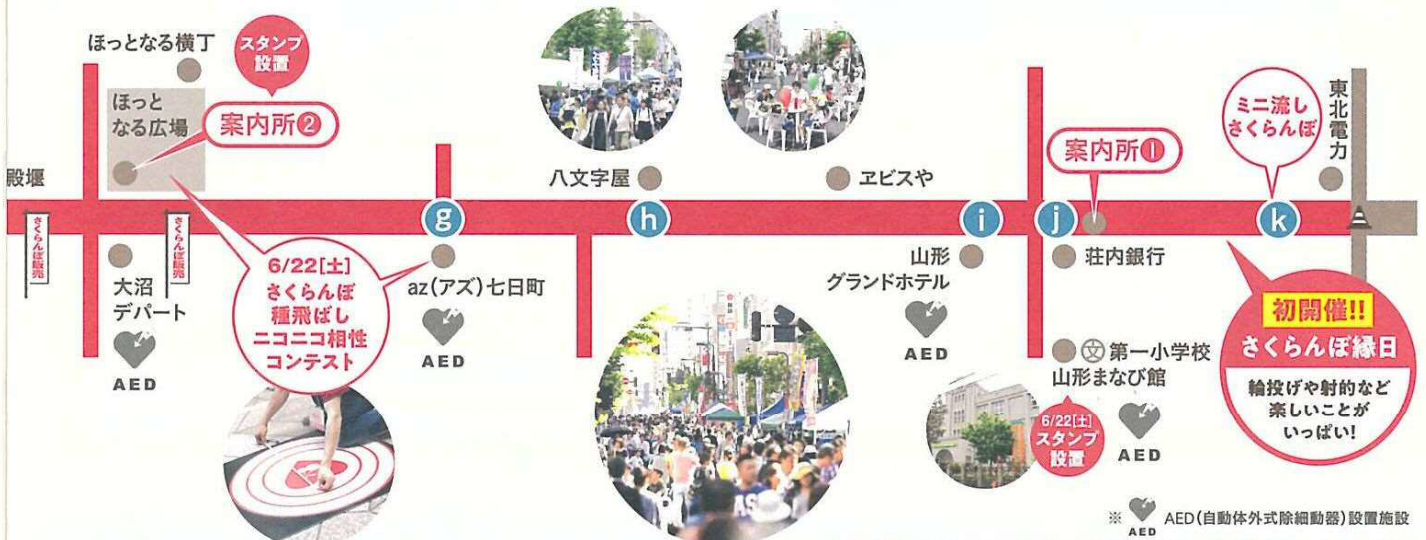 ほっとなる横丁
スタンプ
設置
ほっと
なる広場
案内所❷
殿堰
さくらんぼ販売
さくらんぼ販売
大沼
デパート
AED
6/22[土]
さくらんぼ
種飛ばし
ニコニコ相性
コンテスト
g
az(アズ)七日町
AED
八文字屋
h
ヱビスや
i
山形
グランドホテル
AED
j
案内所❶
荘内銀行
文 第一小学校
山形まなび館
6/22[土]
スタンプ
設置
AED
ミニ流し
さくらんぼ
k
東北電力
初開催!!
さくらんぼ縁日
輪投げや射的など
楽しいことが
いっぱい!
※ AED AED(自動体外式除細動器)設置施設